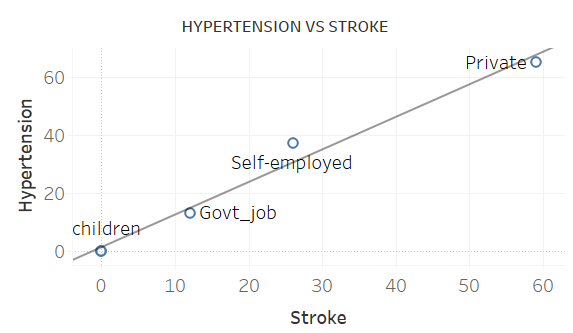 HYPERTENSION VS STROKE
Private
60
40
Self-employed
20
Govt_job
children
0
Hypertension
0 10 20 30 40 50 60
Stroke